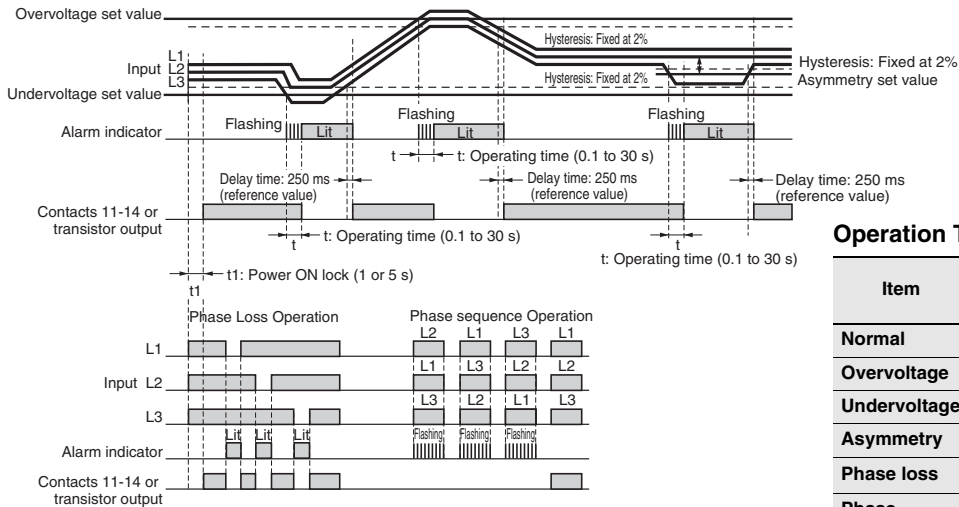 Overvoltage set value
Hysteresis: Fixed at 2%
L1
Input L2
L3
Hysteresis: Fixed at 2%
Hysteresis: Fixed at 2%
Asymmetry set value
Undervoltage set value
Flashing
Flashing
Flashing
Alarm indicator
Lit
Lit
Lit
t
t: Operating time (0.1 to 30 s)
Delay time: 250 ms
(reference value)
Delay time: 250 ms
(reference value)
Delay time: 250 ms
(reference value)
Contacts 11-14 or
transistor output
t
t: Operating time (0.1 to 30 s)
t
t: Operating time (0.1 to 30 s)
t1: Power ON lock (1 or 5 s)
t1
Phase Loss Operation
Phase sequence Operation
L1
L2
L1
L3
L1
Input L2
L1
L3
L2
L2
L3
L3
L2
L1
L3
Alarm indicator
Lit
Lit
Lit
Flashing
Flashing
Flashing
Contacts 11-14 or
transistor output
Operation T
Item
Normal
Overvoltage
Undervoltage
Asymmetry
Phase loss
Phase